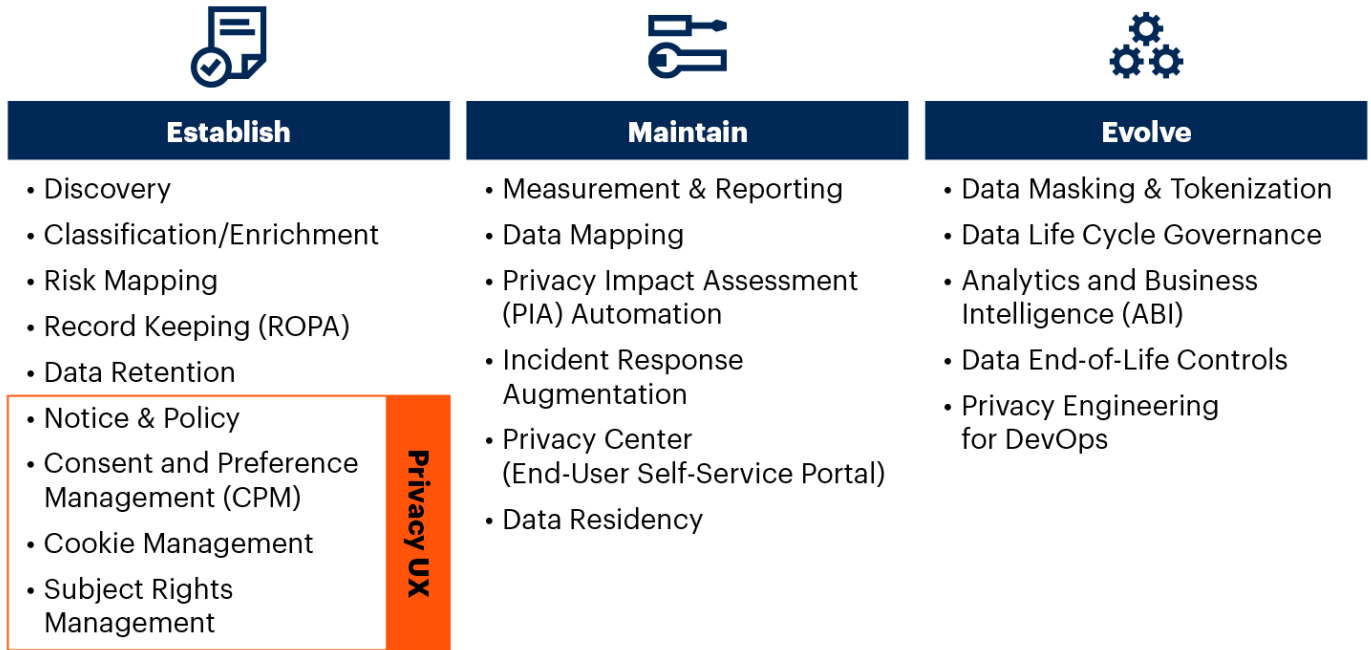 Establish
• Discovery
• Classification/Enrichment
• Risk Mapping
• Record Keeping (ROPA)
• Data Retention
• Notice & Policy
• Consent and Preference
Management (CPM)
• Cookie Management
• Subject Rights
Management
Privacy UX
Maintain
• Measurement & Reporting
• Data Mapping
• Privacy Impact Assessment
(PIA) Automation
• Incident Response
Augmentation
• Privacy Center
(End-User Self-Service Portal)
• Data Residency
Evolve
• Data Masking & Tokenization
• Data Life Cycle Governance
• Analytics and Business
Intelligence (ABI)
• Data End-of-Life Controls
• Privacy Engineering
for DevOps